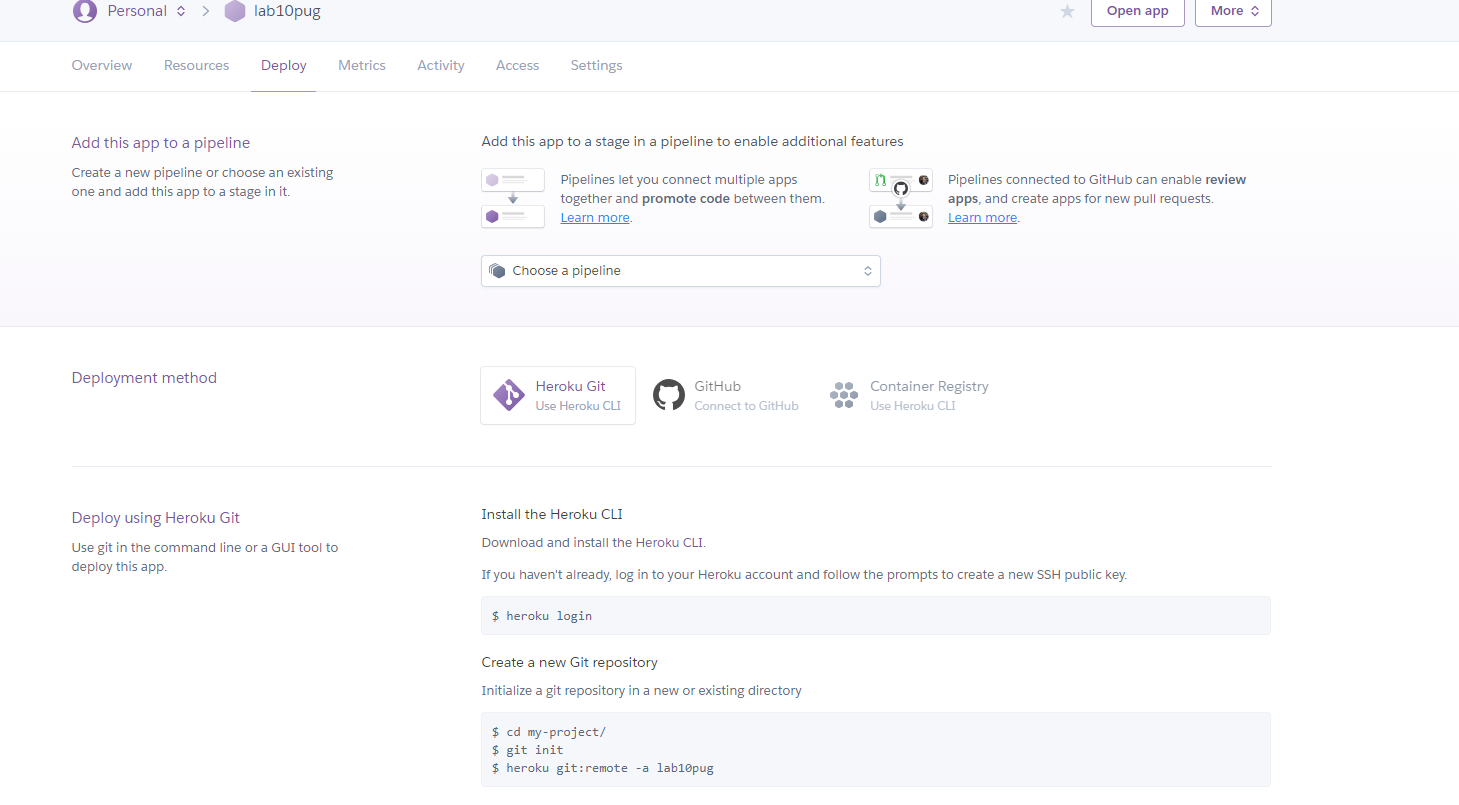 Personal
lab10pug
Open app
More
Overview
Resources
Deploy
Metrics
Activity
Access
Settings
Add this app to a pipeline
Create a new pipeline or choose an existing
one and add this app to a stage in it.
Add this app to a stage in a pipeline to enable additional features
Pipelines let you connect multiple apps
together and promote code between them.
Learn more.
Pipelines connected to GitHub can enable review
apps, and create apps for new pull requests.
Learn more.
Choose a pipeline
Deployment method
Heroku Git
Use Heroku CLI
GitHub
Connect to GitHub
Container Registry
Use Heroku CLI
Deploy using Heroku Git
Use git in the command line or a GUI tool to
deploy this app.
Install the Heroku CLI
Download and install the Heroku CLI.
If you haven't already, log in to your Heroku account and follow the prompts to create a new SSH public key.
$ heroku login
Create a new Git repository
Initialize a git repository in a new or existing directory
$ cd my-project/
$ git init
$ heroku git:remote -a lab10pug